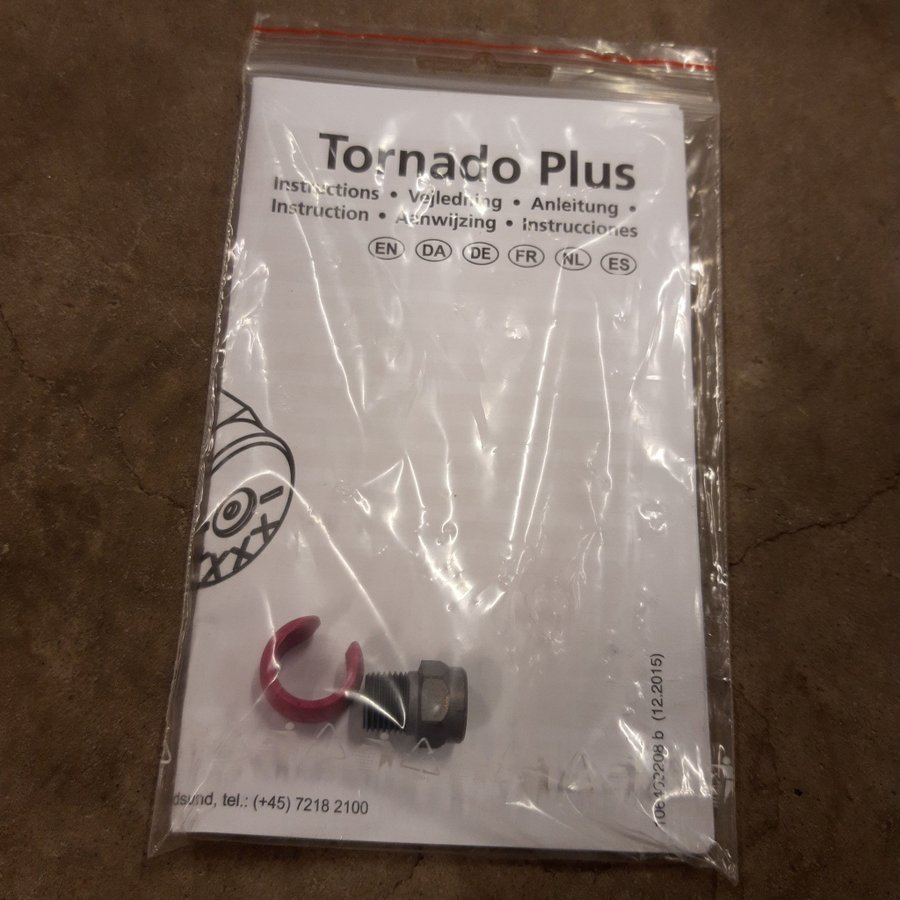 Tornado Plus
Instructions • Vejledning • Anleitung •
Instruction • Aanwijzing • Instrucciones
EN DA DE FR NL ES
(12.2015)
tel.: (+45) 7218 2100